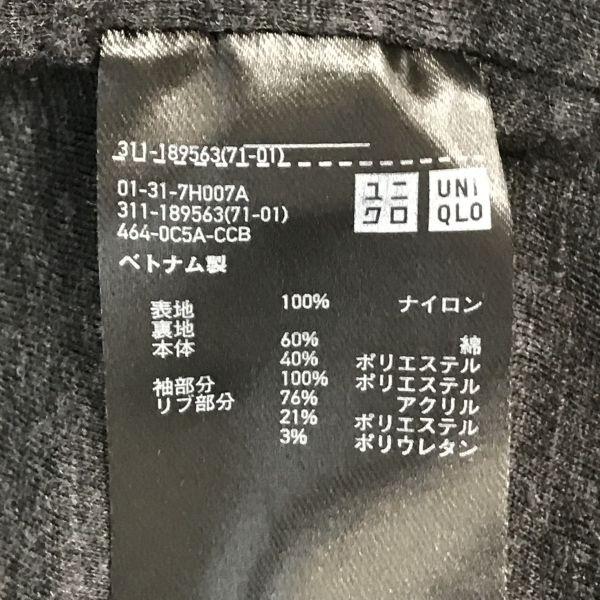 311-189563(71-01)
01-31-7H007A
311-189563(71-01)
464-0C5A-CCB
ベトナム製
ユニ
クロ
UNI
QLO
表地 100% ナイロン
裏地
本体 60% 綿
40% ポリエステル
袖部分 100% ポリエステル
リブ部分 76% アクリル
21% ポリエステル
3% ポリウレタン